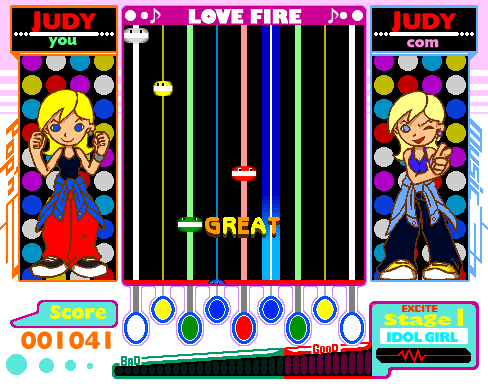 JUDY
you
LOVE FIRE
JUDY
com
GREAT
Score
001041
BAD
GOOD
EXCITE
Stage 1
IDOL GIRL